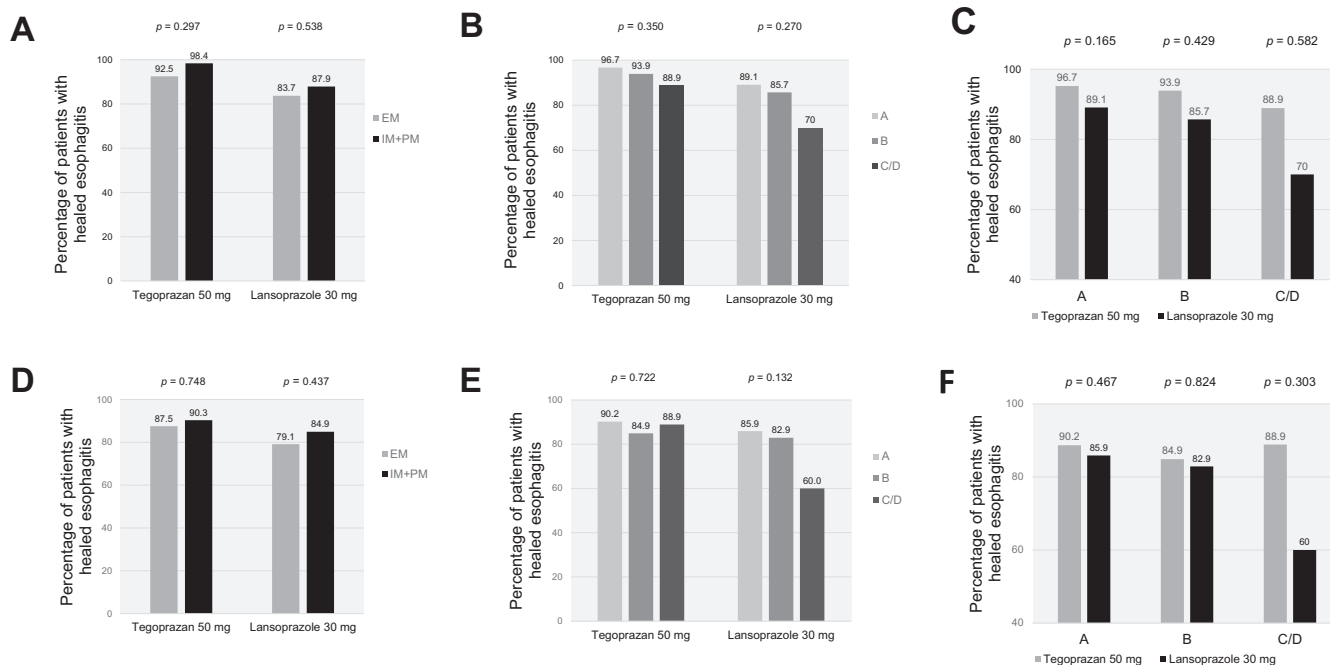 A
p = 0.297
p = 0.538
Percentage of patients with
healed esophagitis
100
80
60
40
20
0
92.5
98.4
83.7
87.9
EM
IM+PM
Tegoprazan 50 mg
Lansoprazole 30 mg
B
p = 0.350
p = 0.270
Percentage of patients with
healed esophagitis
100
80
60
40
20
0
96.7
93.9
88.9
89.1
85.7
70
A
B
C/D
Tegoprazan 50 mg
Lansoprazole 30 mg
C
p = 0.165
p = 0.429
p = 0.582
Percentage of patients with
healed esophagitis
100
80
60
40
96.7
89.1
93.9
85.7
88.9
70
A
B
C/D
Tegoprazan 50 mg
Lansoprazole 30 mg
D
p = 0.748
p = 0.437
Percentage of patients with
healed esophagitis
100
80
60
40
20
0
87.5
90.3
79.1
84.9
EM
IM+PM
Tegoprazan 50 mg
Lansoprazole 30 mg
E
p = 0.722
p = 0.132
Percentage of patients with
healed esophagitis
100
80
60
40
20
0
90.2
84.9
88.9
85.9
82.9
60.0
A
B
C/D
Tegoprazan 50 mg
Lansoprazole 30 mg
F
p = 0.467
p = 0.824
p = 0.303
Percentage of patients with
healed esophagitis
100
80
60
40
90.2
85.9
84.9
82.9
88.9
60
A
B
C/D
Tegoprazan 50 mg
Lansoprazole 30 mg